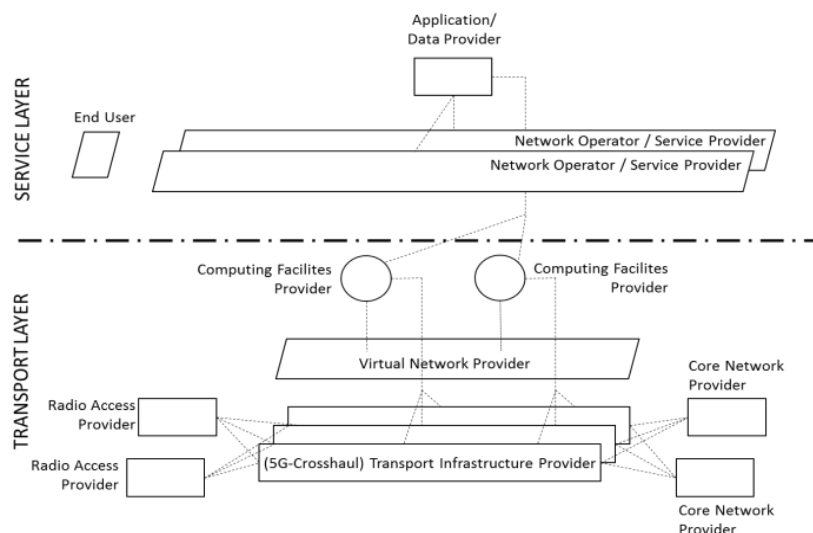 Application/
Data Provider
SERVICE LAYER
End User
Network Operator / Service Provider
Network Operator / Service Provider
Computing Facilites
Provider
Computing Facilites
Provider
TRANSPORT LAYER
Virtual Network Provider
Core Network
Provider
Radio Access
Provider
(5G-Crosshaul) Transport Infrastructure Provider
Radio Access
Provider
Core Network
Provider